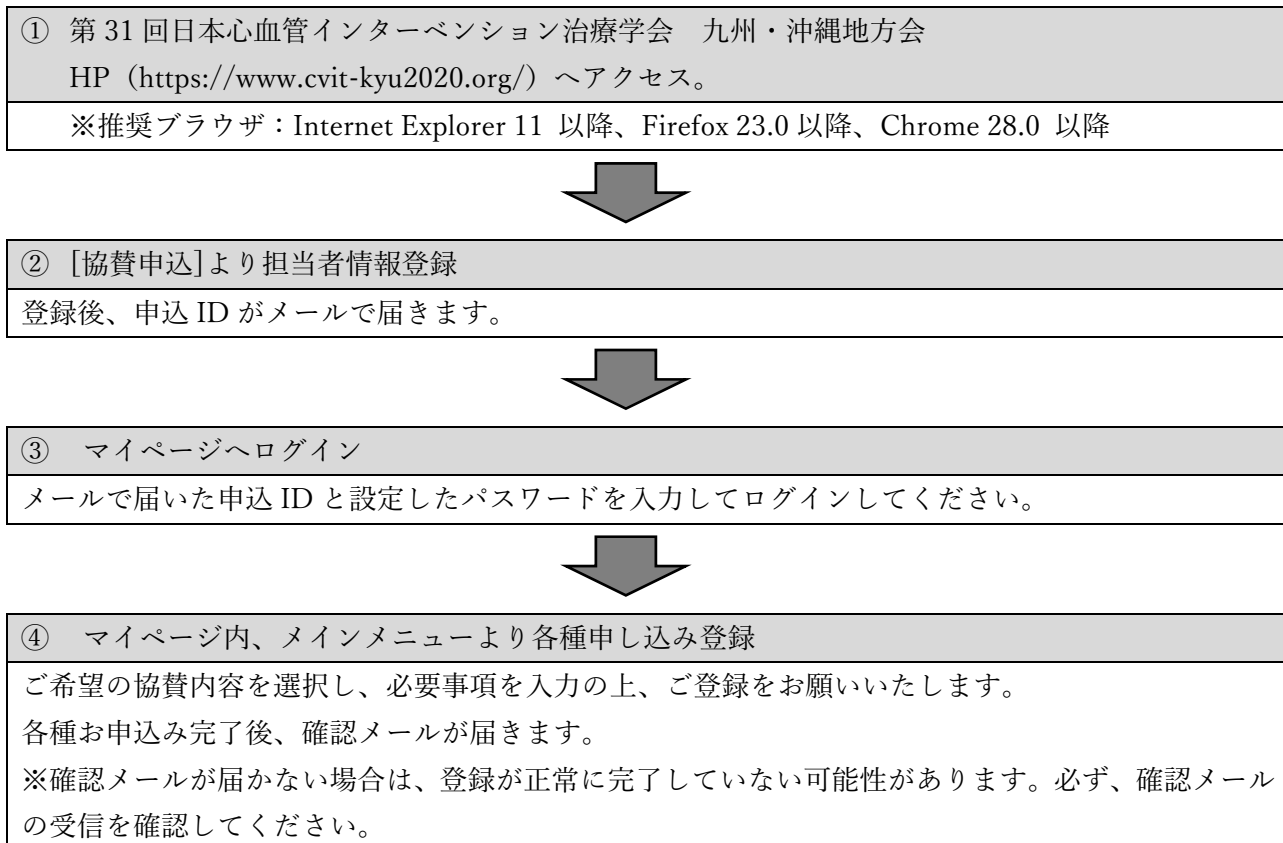 ① 第 31 回日本心血管インターベンション治療学会　九州・沖縄地方会
HP（https://www.cvit-kyu2020.org/）へアクセス。
※推奨ブラウザ：Internet Explorer 11 以降、Firefox 23.0 以降、Chrome 28.0 以降
② [協賛申込]より担当者情報登録
登録後、申込 ID がメールで届きます。
③　マイページへログイン
メールで届いた申込 ID と設定したパスワードを入力してログインしてください。
④　マイページ内、メインメニューより各種申し込み登録
ご希望の協賛内容を選択し、必要事項を入力の上、ご登録をお願いいたします。
各種お申込み完了後、確認メールが届きます。
※確認メールが届かない場合は、登録が正常に完了していない可能性があります。必ず、確認メール
の受信を確認してください。